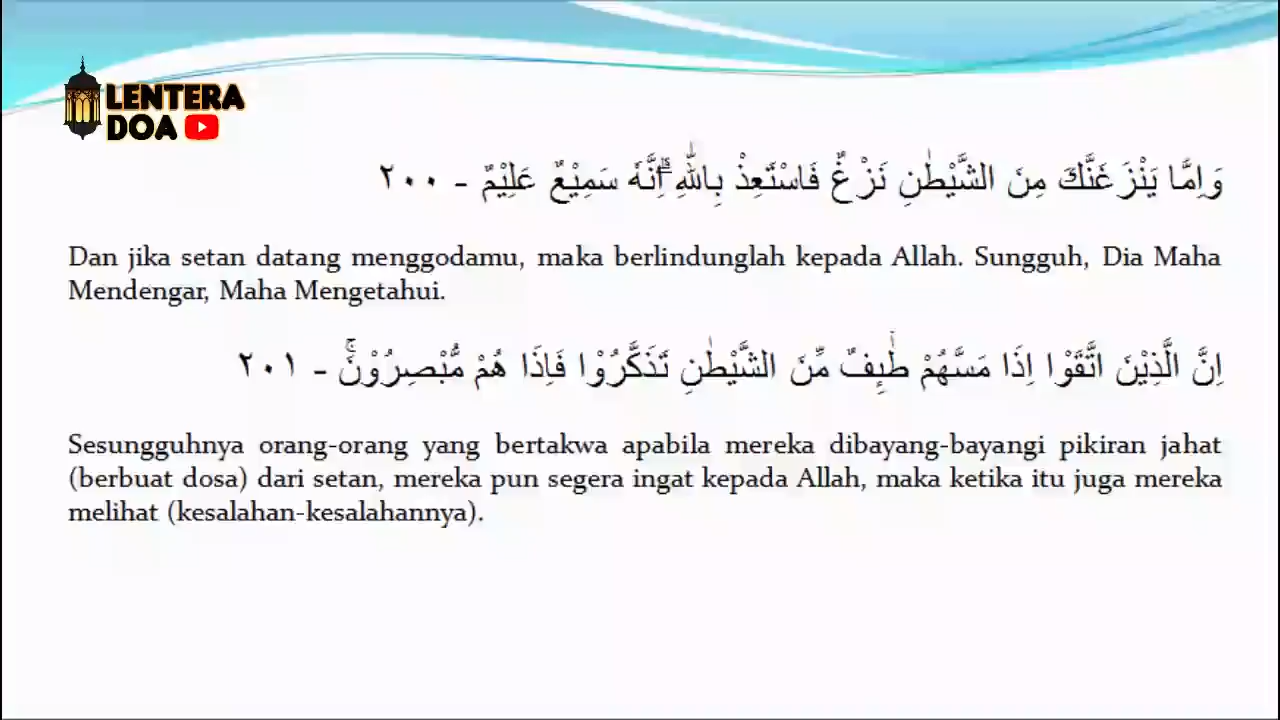 LENTERA
DOA
وَاِمَّا يَنْزَغَنَّكَ مِنَ الشَّيْطٰنِ نَزْغٌ فَاسْتَعِذْ بِاللّٰهِ ۗاِنَّهٗ سَمِيْعٌ عَلِيْمٌ - ٢٠٠
Dan jika setan datang menggodamu, maka berlindunglah kepada Allah. Sungguh, Dia Maha
Mendengar, Maha Mengetahui.
اِنَّ الَّذِيْنَ اتَّقَوْا اِذَا مَسَّهُمْ طٰۤىِٕفٌ مِّنَ الشَّيْطٰنِ تَذَكَّرُوْا فَاِذَا هُمْ مُّبْصِرُوْنَۚ - ٢٠١
Sesungguhnya orang-orang yang bertakwa apabila mereka dibayang-bayangi pikiran jahat
(berbuat dosa) dari setan, mereka pun segera ingat kepada Allah, maka ketika itu juga mereka
melihat (kesalahan-kesalahannya).